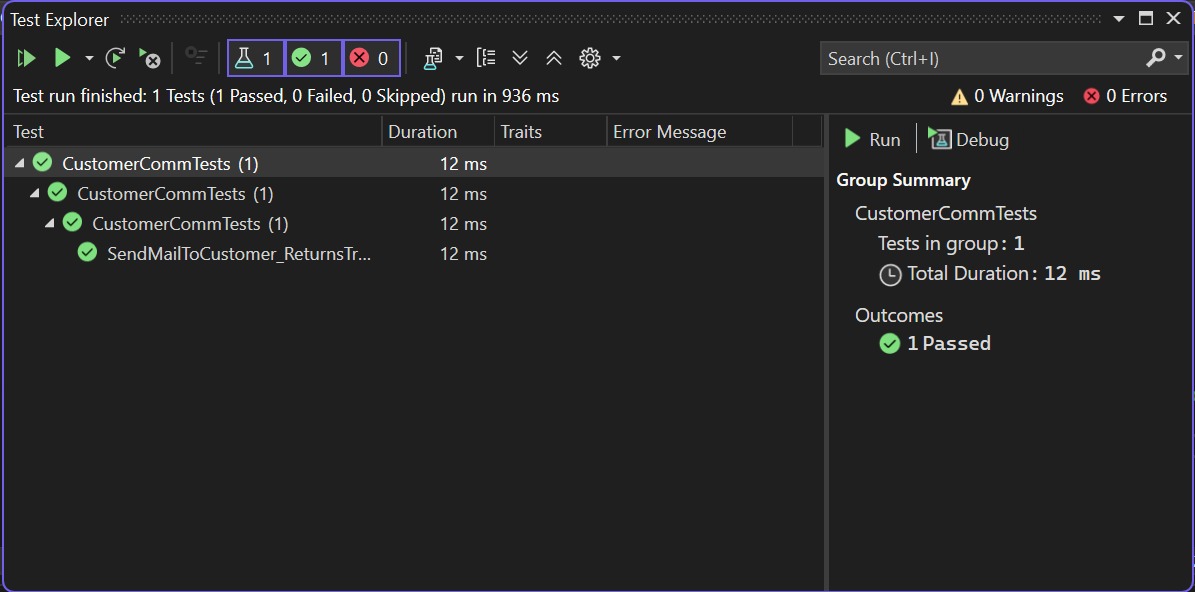 Test Explorer
1 1 0
Search (Ctrl+I)
Test run finished: 1 Tests (1 Passed, 0 Failed, 0 Skipped) run in 936 ms
0 Warnings 0 Errors
Test Duration Traits Error Message
CustomerCommTests (1) 12 ms
CustomerCommTests (1) 12 ms
CustomerCommTests (1) 12 ms
SendMailToCustomer_ReturnsTr... 12 ms
Run Debug
Group Summary
CustomerCommTests
Tests in group: 1
Total Duration: 12 ms
Outcomes
1 Passed